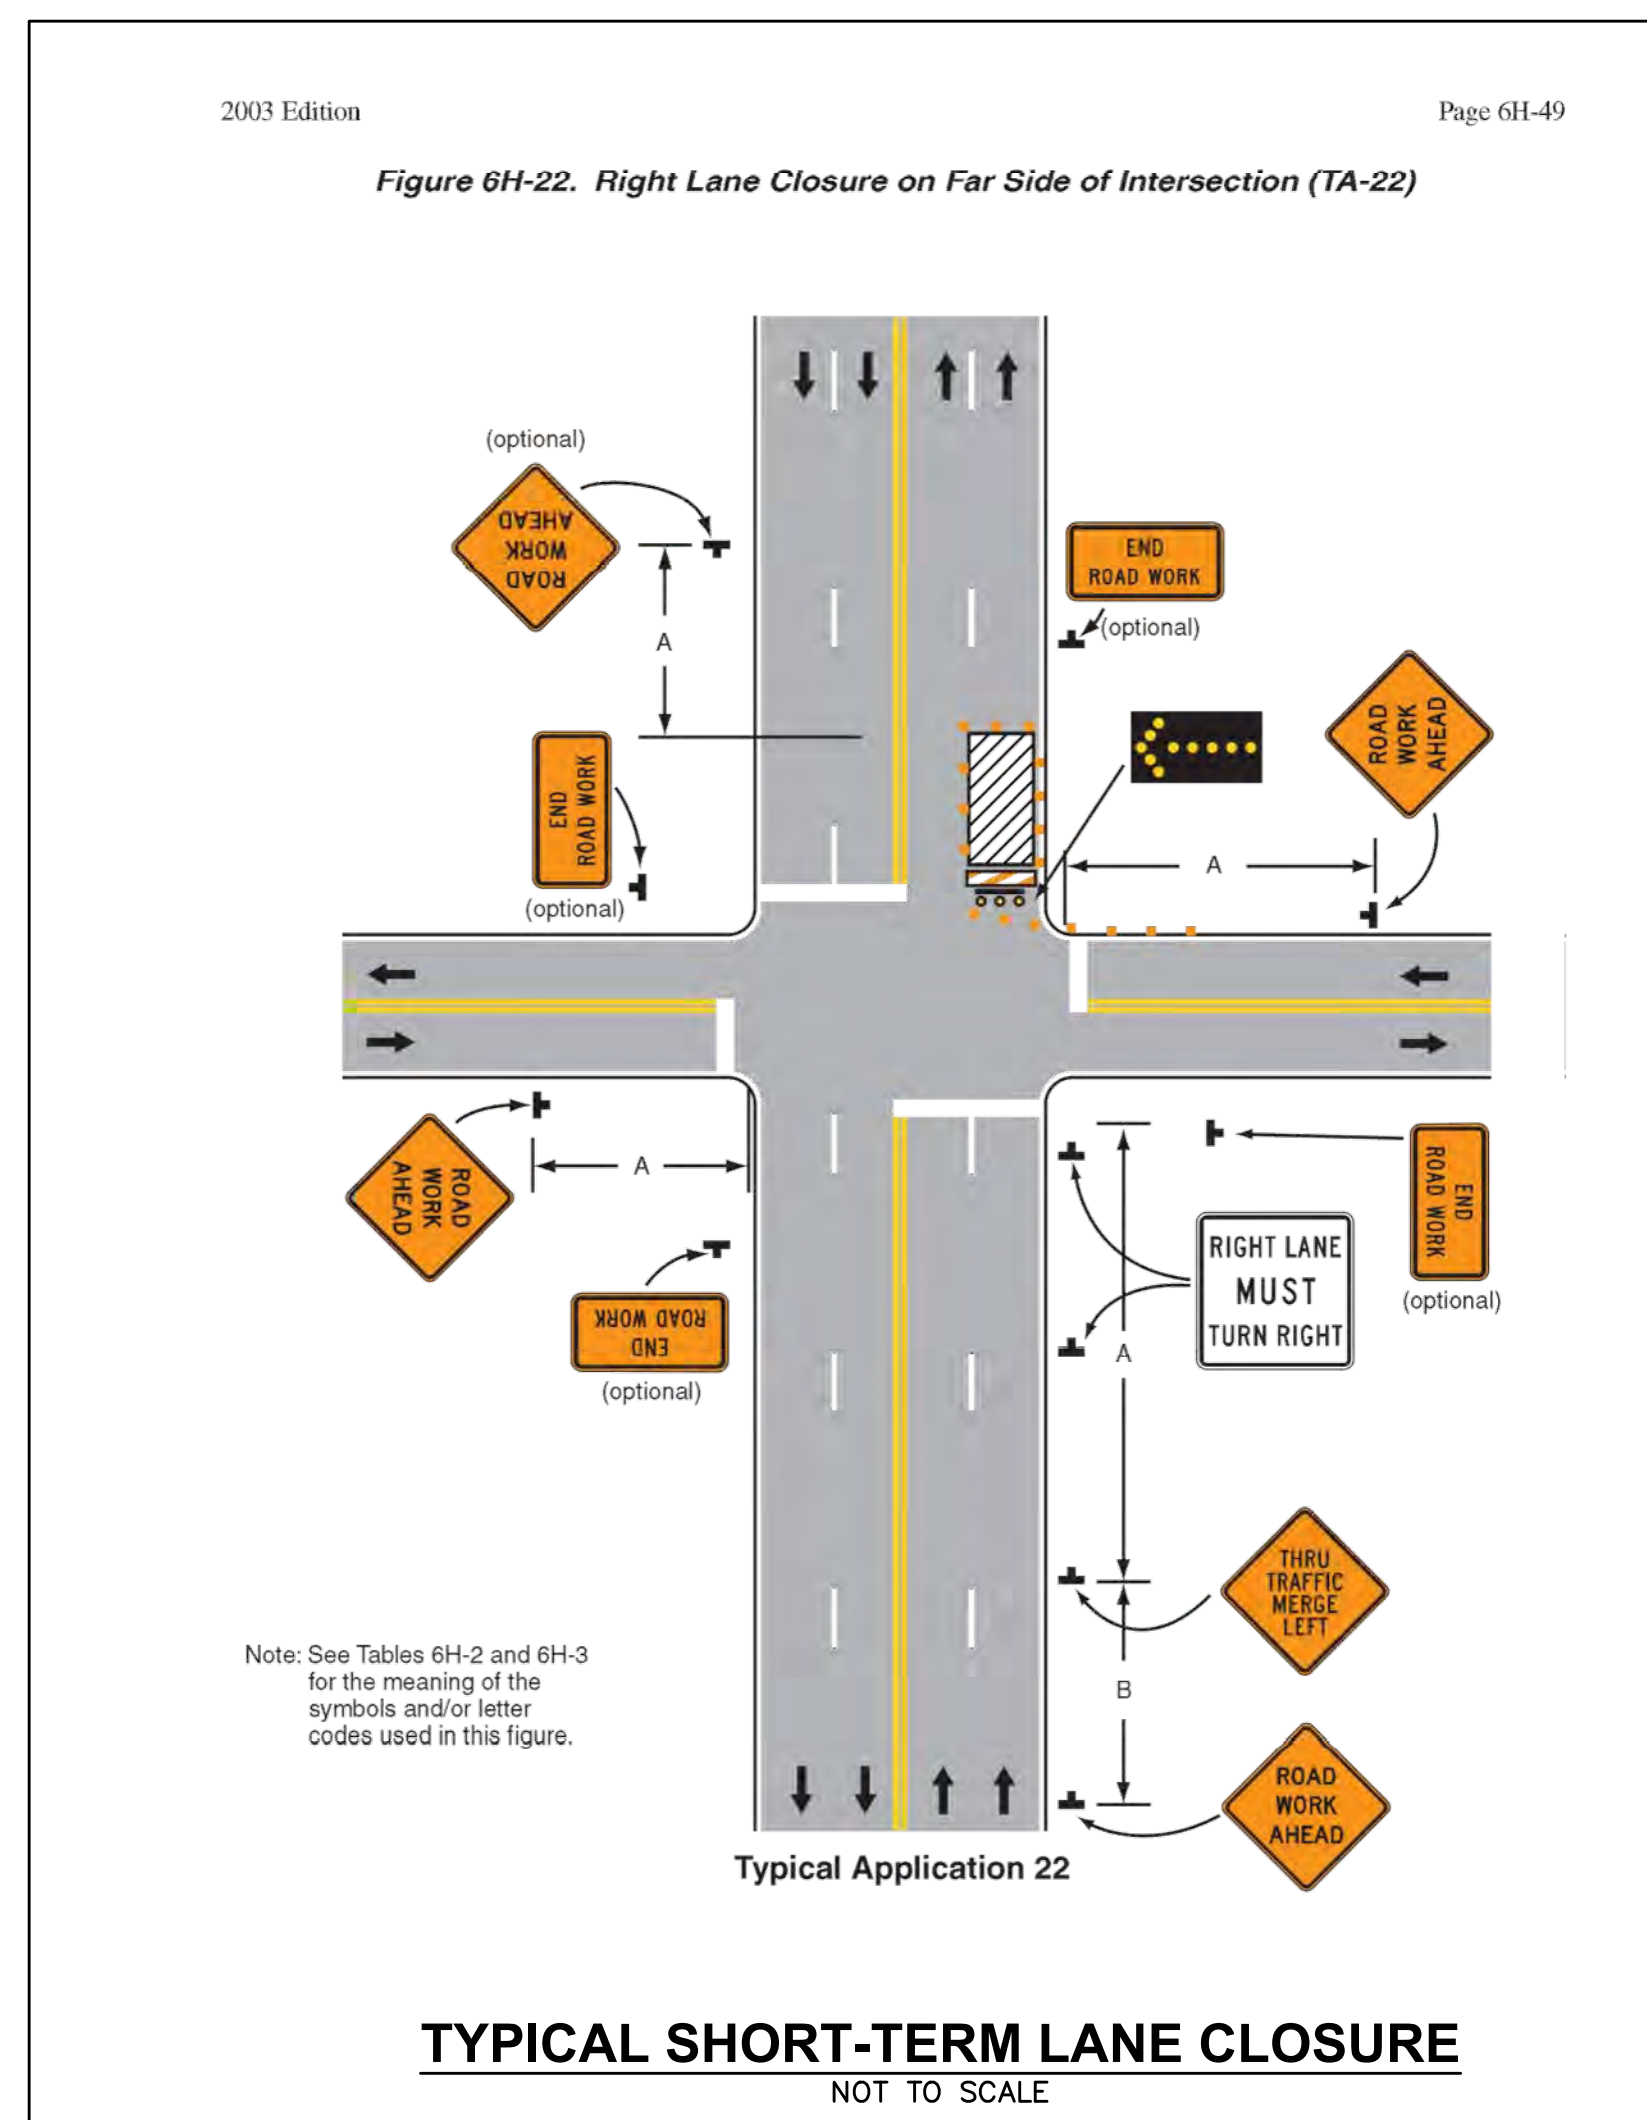 2003 Edition
Page 6H-49
Figure 6H-22. Right Lane Closure on Far Side of Intersection (TA-22)
(optional)
ROAD
WORK
AHEAD
A
END
ROAD WORK
(optional)
END
ROAD WORK
(optional)
ROAD
WORK
AHEAD
A
ROAD
WORK
AHEAD
A
END
ROAD WORK
(optional)
RIGHT LANE
MUST
TURN RIGHT
A
END
ROAD WORK
(optional)
THRU
TRAFFIC
MERGE
LEFT
B
ROAD
WORK
AHEAD
Note: See Tables 6H-2 and 6H-3
for the meaning of the
symbols and/or letter
codes used in this figure.
Typical Application 22
TYPICAL SHORT-TERM LANE CLOSURE
NOT TO SCALE